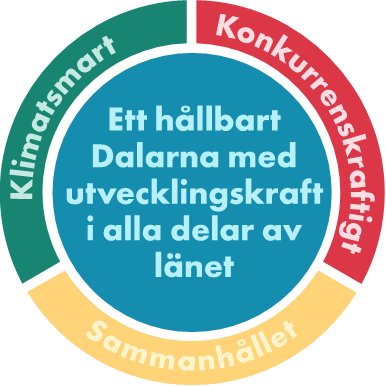 Klimatsmart
Konkurrenskraftigt
Ett hållbart
Dalarna med
utvecklingskraft
i alla delar av
länet
Sammanhållet